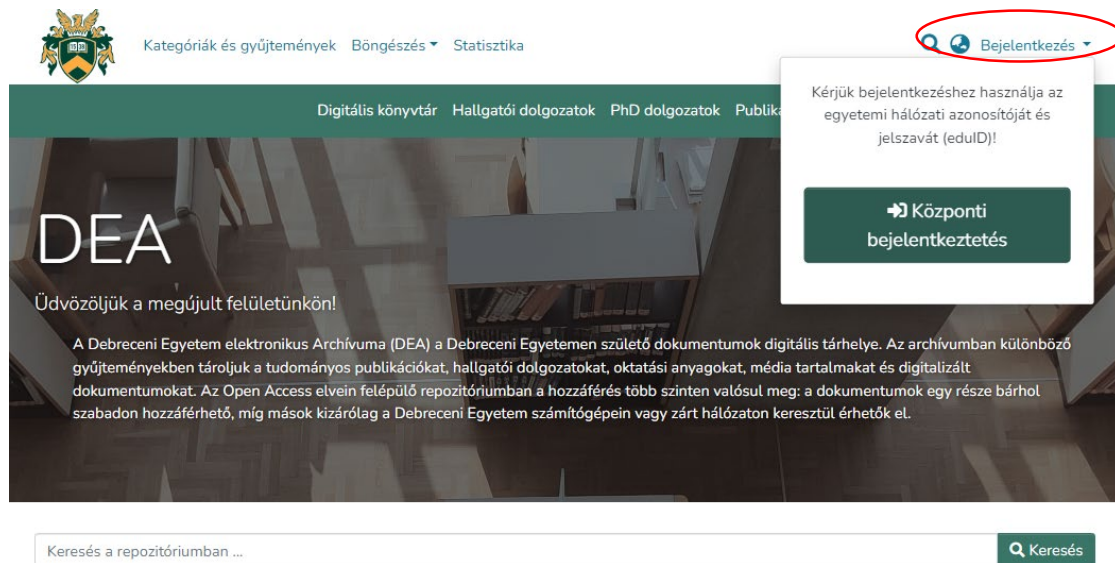 Kategóriák és gyűjtemények Böngészés Statisztika Bejelentkezés
Digitális könyvtár Hallgatói dolgozatok PhD dolgozatok
Kérjük bejelentkezéshez használja az
egyetemi hálózati azonosítóját és
jelszavát (eduID)!
Központi
bejelentkeztetés
DEA
Üdvözöljük a megújult felületünkön!
A Debreceni Egyetem elektronikus Archívuma (DEA) a Debreceni Egyetemen születő dokumentumok digitális tárhelye. Az archívumban különböző
gyűjteményekben tároljuk a tudományos publikációkat, hallgatói dolgozatokat, oktatási anyagokat, média tartalmakat és digitalizált
dokumentumokat. Az Open Access elvein felépülő repozitóriumban a hozzáférés több szinten valósul meg: a dokumentumok egy része bárhol
szabadon hozzáférhető, míg mások kizárólag a Debreceni Egyetem számítógépein vagy zárt hálózaton keresztül érhetők el.
Keresés a repozitóriumban ... Keresés